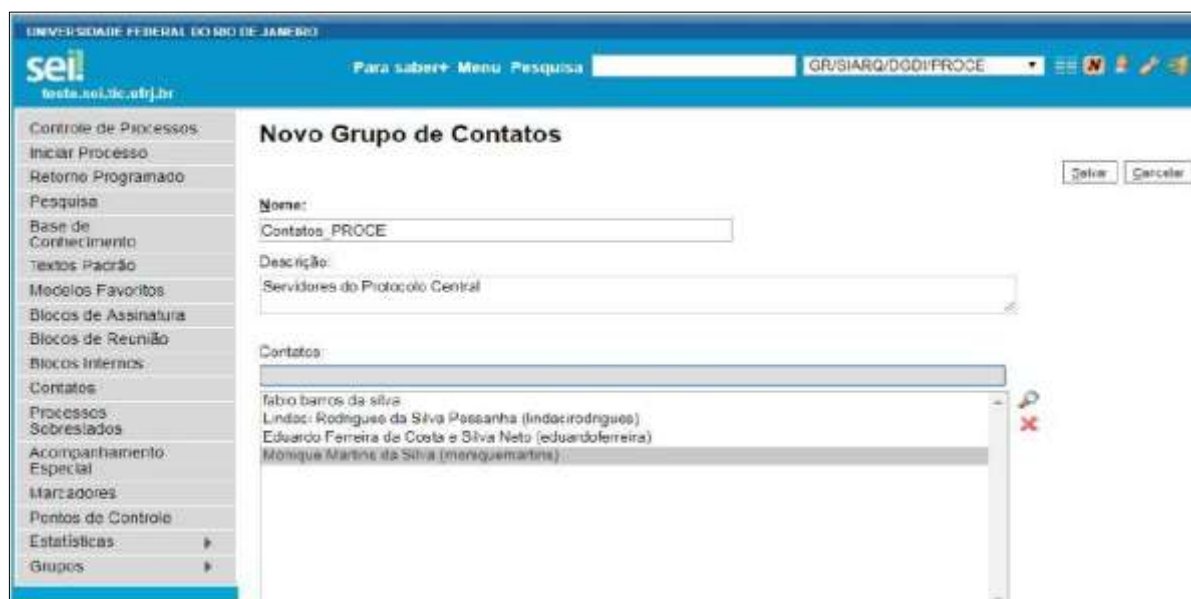 UNIVERSIDADE FEDERAL DO RIO DE JANEIRO
sei!
teste.sei.tic.ufrj.br
Para saber+ Menu Pesquisa
GR/SIARQ/DGDI/PROCE
N
Controle de Processos
Iniciar Processo
Retorno Programado
Pesquisa
Base de
Conhecimento
Textos Padrão
Modelos Favoritos
Blocos de Assinatura
Blocos de Reunião
Blocos Internos
Contatos
Processos
Sobrestados
Acompanhamento
Especial
Marcadores
Pontos de Controle
Estatísticas
Grupos
Novo Grupo de Contatos
Salvar Cancelar
Nome:
Contatos_PROCE
Descrição:
Servidores do Protocolo Central
Contatos:
fabio barros da silva
Lindaci Rodrigues da Silva Possanha (lindacirodrigues)
Eduardo Ferreira da Costa e Silva Neto (eduardoferreira)
Monique Martins da Silva (moniquemartins)